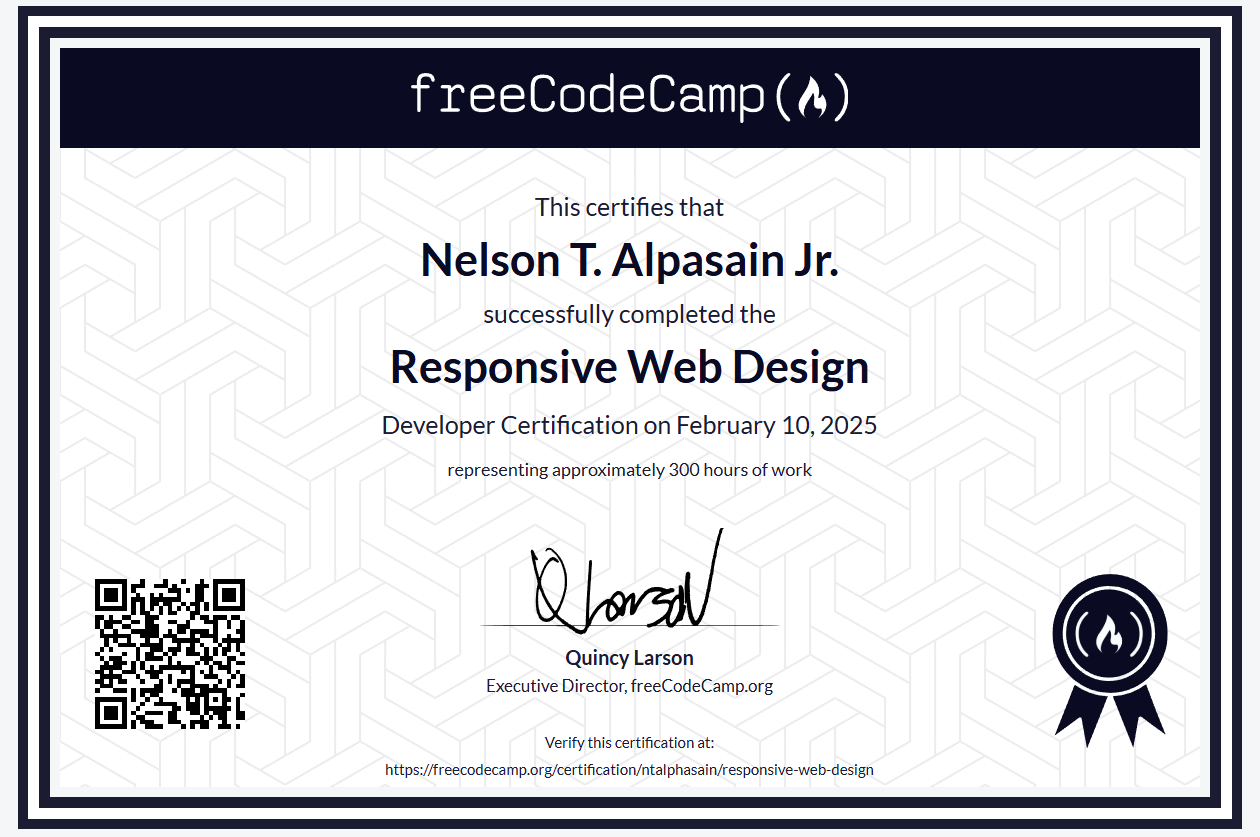 freeCodeCamp
This certifies that
Nelson T. Alpasain Jr.
successfully completed the
Responsive Web Design
Developer Certification on February 10, 2025
representing approximately 300 hours of work
Q Larson
Quincy Larson
Executive Director, freeCodeCamp.org
Verify this certification at:
https://freecodecamp.org/certification/ntalphasain/responsive-web-design